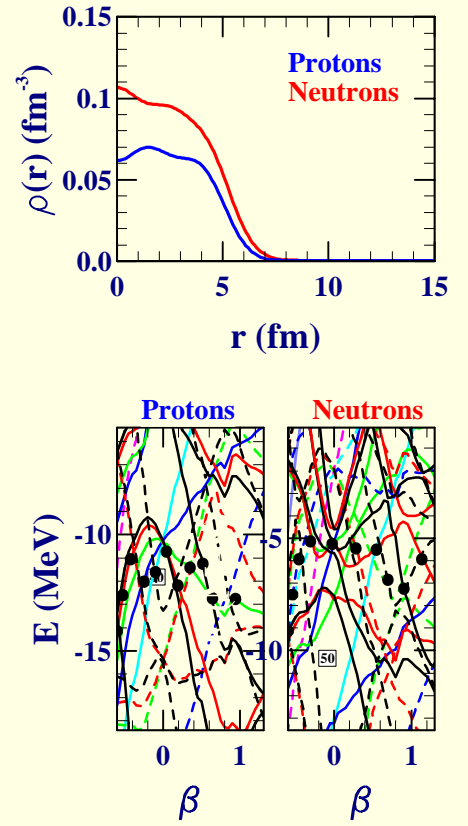 0.15
0.1
0.05
0.0
ρ(r) (fm⁻³)
Protons
Neutrons
0 5 10 15
r (fm)
Protons Neutrons
-10
-15
E (MeV)
-5
-10
50
0 1 0 1
β β